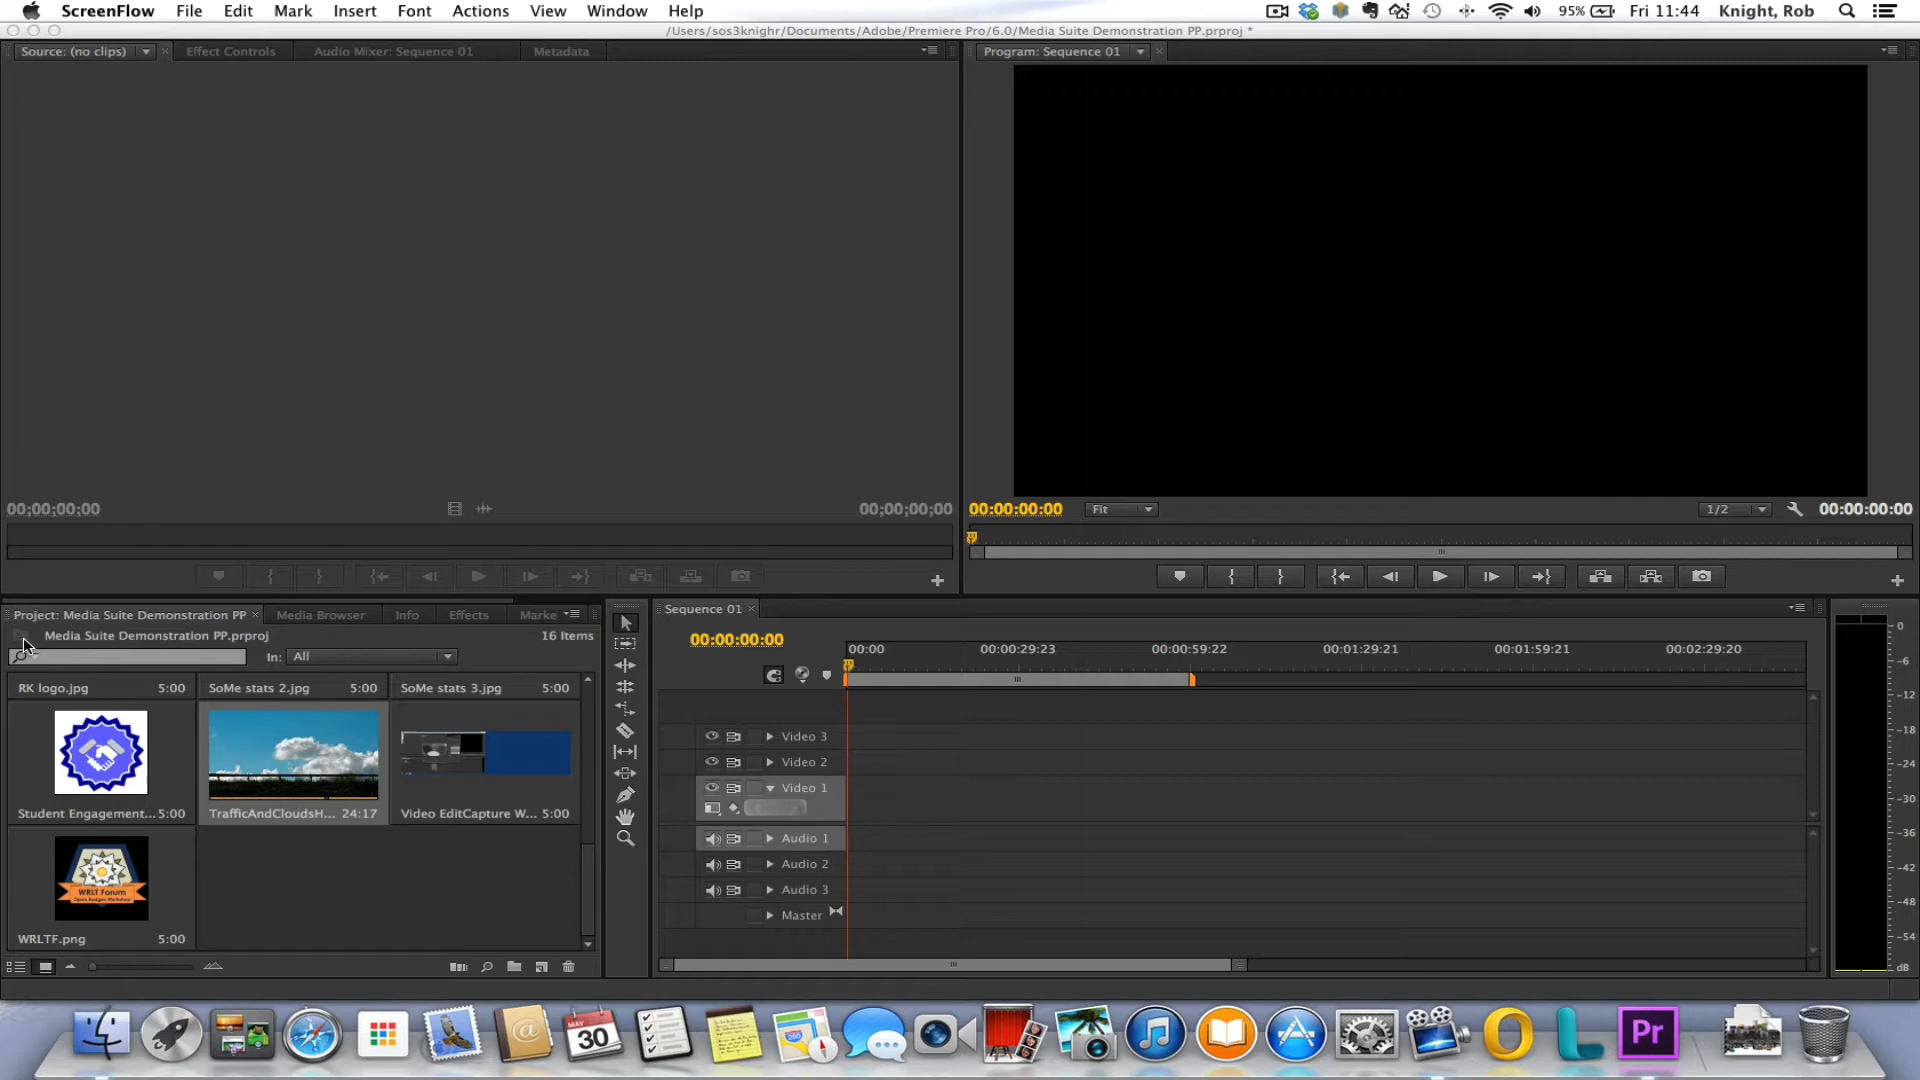 ScreenFlow File Edit Mark Insert Font Actions View Window Help 95% Fri 11:44 Knight, Rob
/Users/sos3knighr/Documents/Adobe/Premiere Pro/6.0/Media Suite Demonstration PP.prproj *
Source: (no clips) Effect Controls Audio Mixer: Sequence 01 Metadata
Program: Sequence 01
00;00;00;00 00;00;00;00
00:00:00:00 Fit 1/2 00:00:00:00
Project: Media Suite Demonstration PP Media Browser Info Effects Marke
Media Suite Demonstration PP.prproj 16 Items
In: All
RK logo.jpg 5:00 SoMe stats 2.jpg 5:00 SoMe stats 3.jpg 5:00
Student Engagement... 5:00 TrafficAndCloudsH... 24:17 Video EditCapture W... 5:00
WRLT Forum
Open Badges Workshop
WRLTF.png 5:00
Sequence 01
00:00:00:00
00:00 00:00:29:23 00:00:59:22 00:01:29:21 00:01:59:21 00:02:29:20
Video 3
Video 2
Video 1
Audio 1
Audio 2
Audio 3
Master
0
-6
-12
-18
-24
-30
-36
-42
-48
-54
dB
MAY
30
Pr